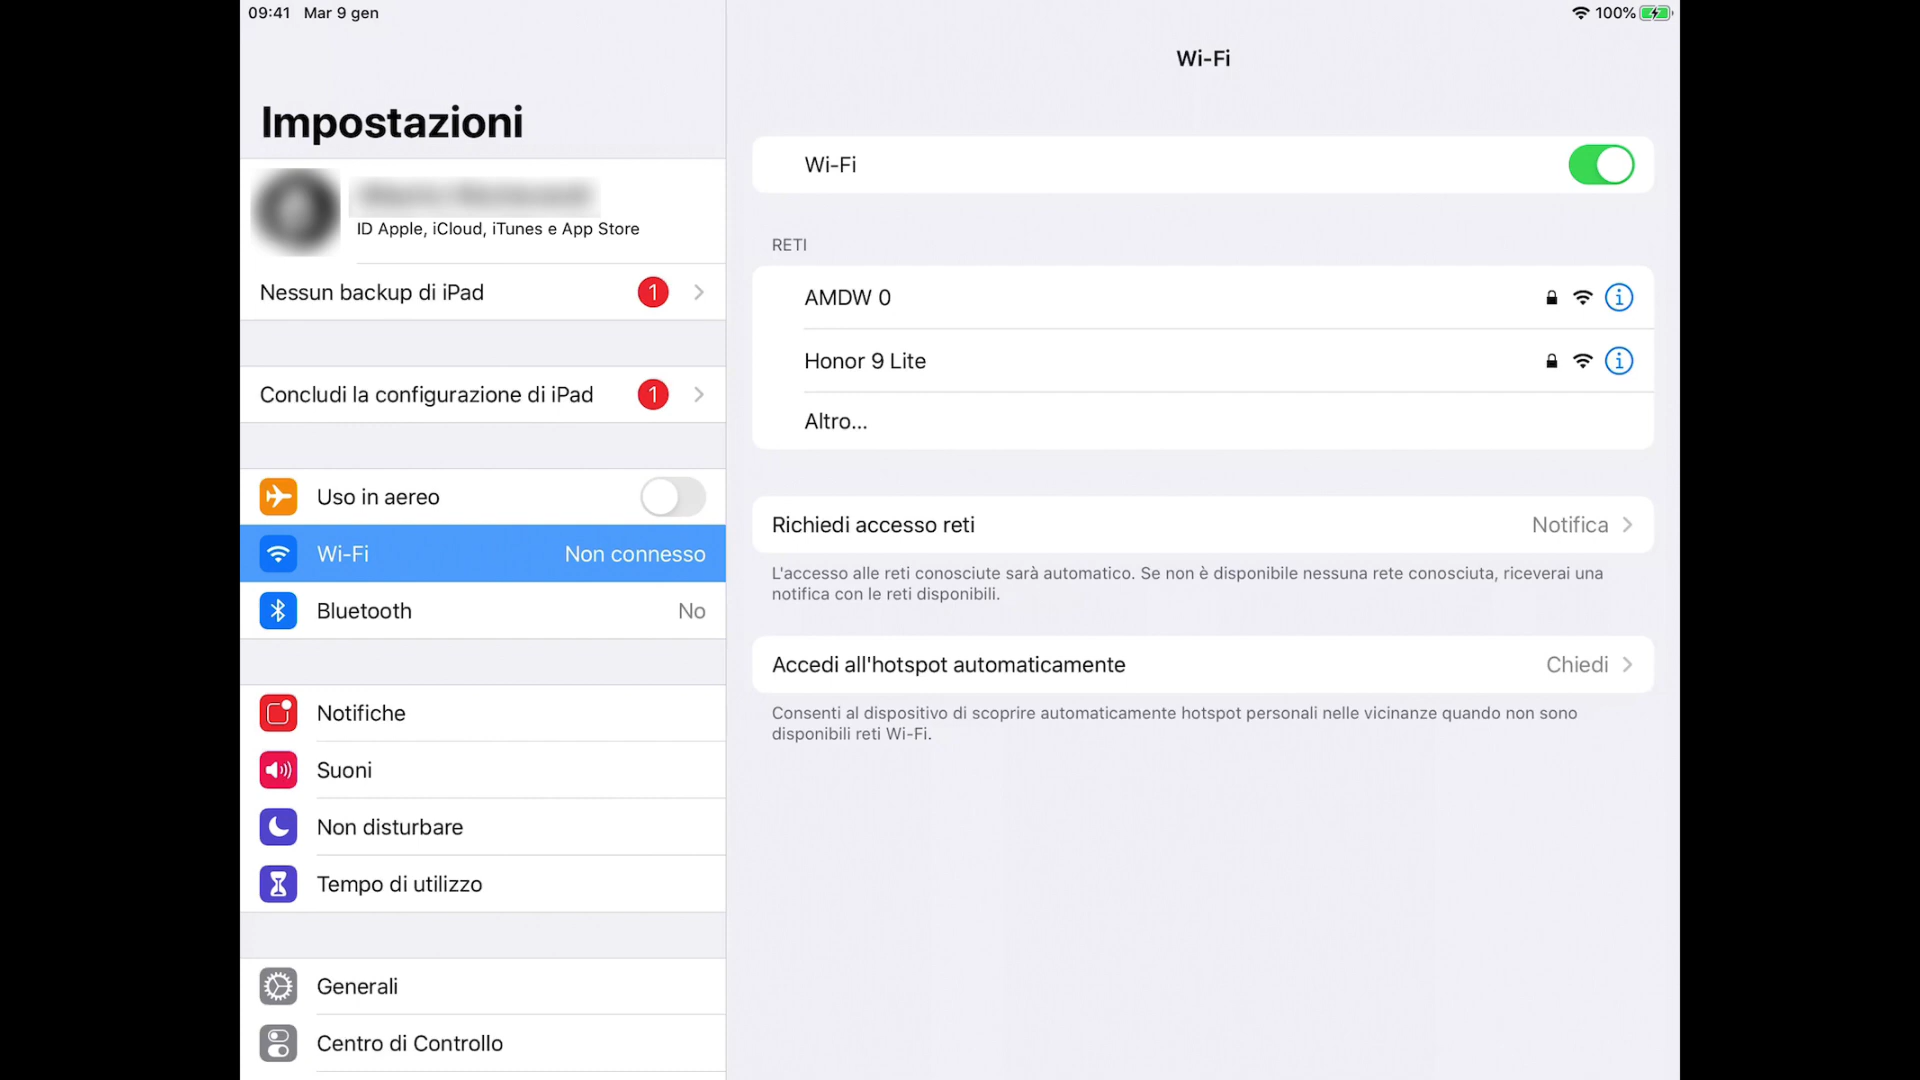 09:41 Mar 9 gen
100%
Impostazioni
ID Apple, iCloud, iTunes e App Store
Nessun backup di iPad 1
Concludi la configurazione di iPad 1
Uso in aereo
Wi-Fi Non connesso
Bluetooth No
Notifiche
Suoni
Non disturbare
Tempo di utilizzo
Generali
Centro di Controllo
Wi-Fi
Wi-Fi
RETI
AMDW 0
Honor 9 Lite
Altro...
Richiedi accesso reti Notifica
L'accesso alle reti conosciute sarà automatico. Se non è disponibile nessuna rete conosciuta, riceverai una
notifica con le reti disponibili.
Accedi all'hotspot automaticamente Chiedi
Consenti al dispositivo di scoprire automaticamente hotspot personali nelle vicinanze quando non sono
disponibili reti Wi-Fi.